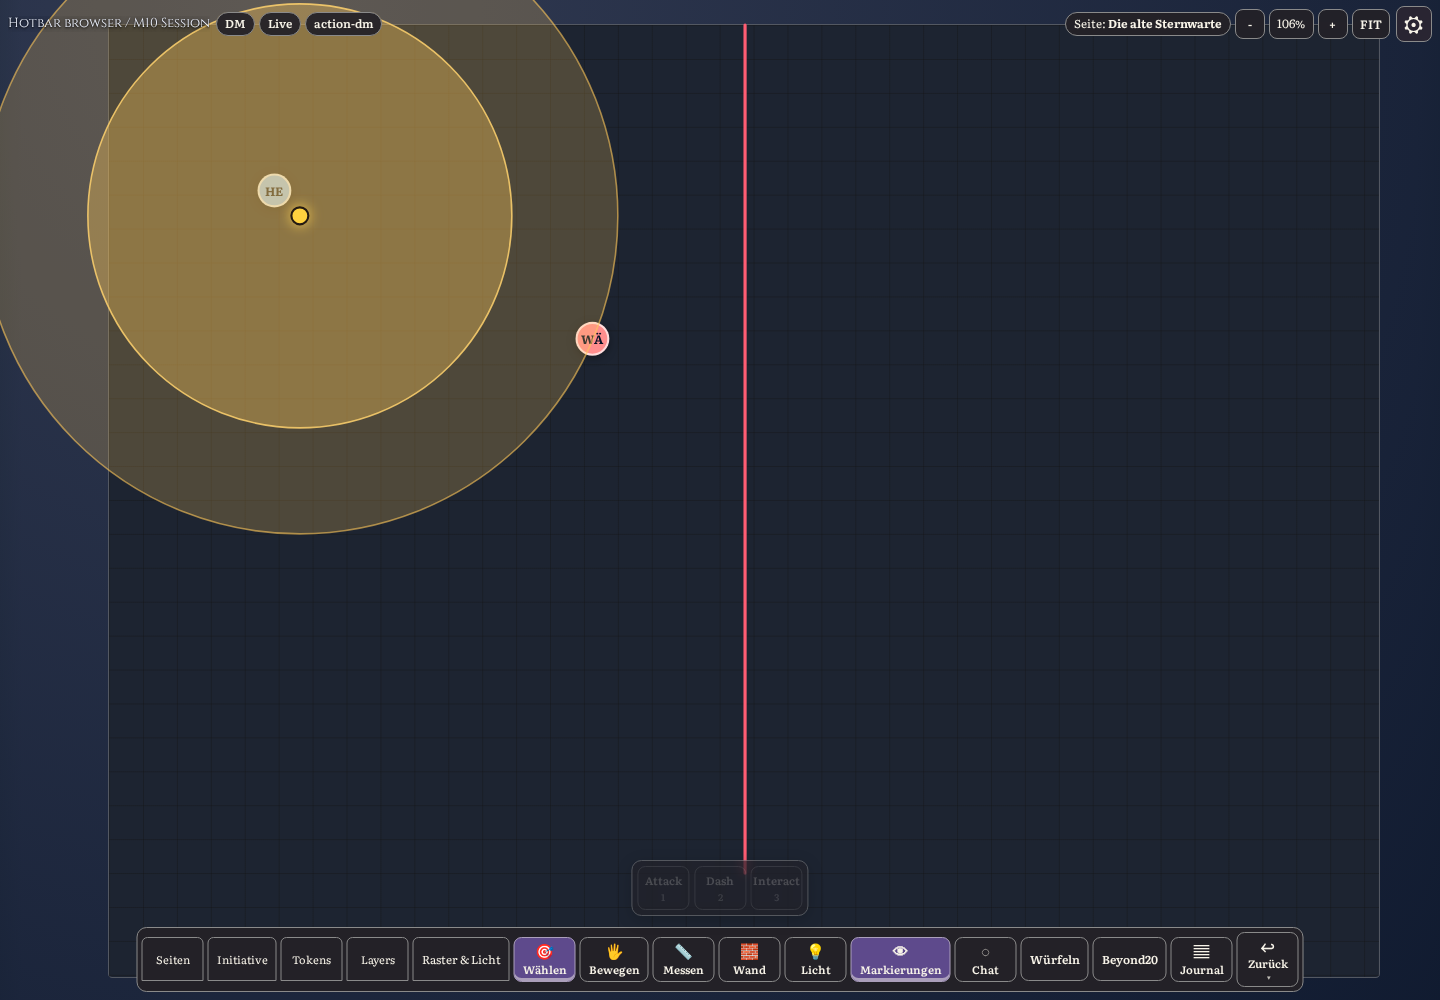 Hotbar browser / M10 Session DM Live action-dm
Seite: Die alte Sternwarte - 106% + FIT
HE
WÄ
Attack Dash Interact
1 2 3
Seiten Initiative Tokens Layers Raster & Licht Wählen Bewegen Messen Wand Licht Markierungen Chat Würfeln Beyond20 Journal Zurück